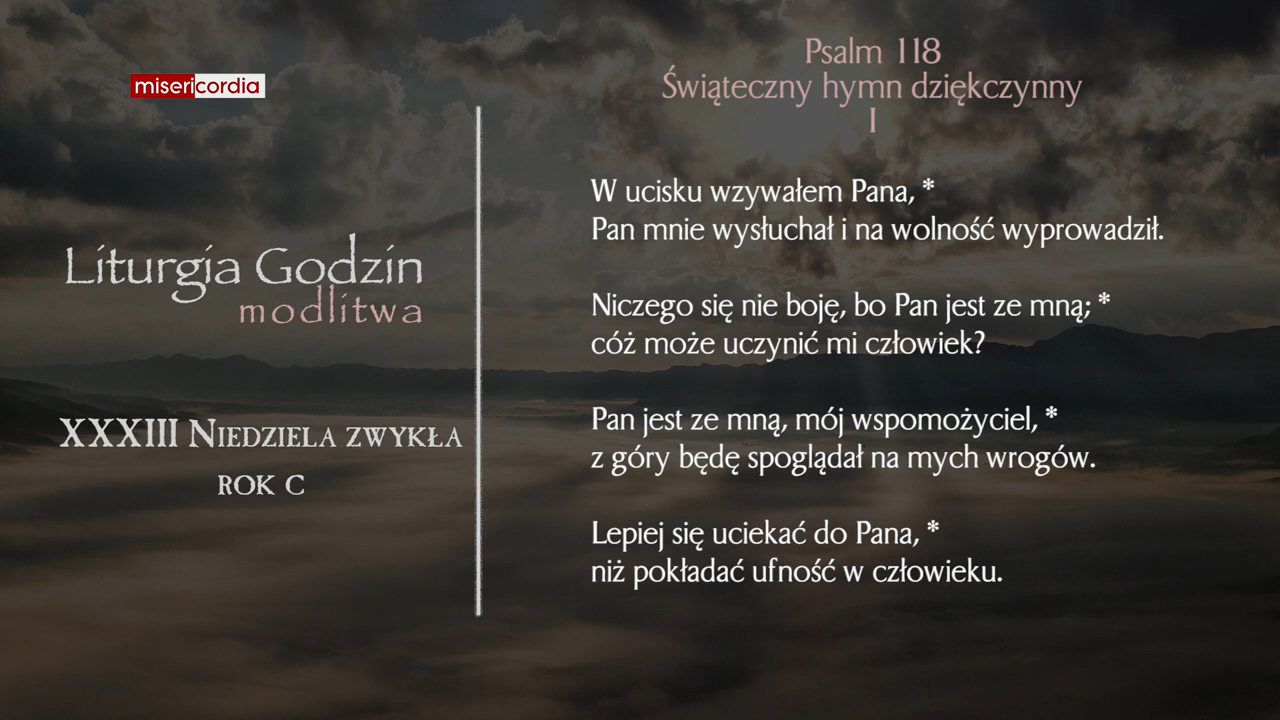 misericordia
Liturgia Godzin
modlitwa
XXXIII Niedziela zwykła
rok C
Psalm 118
Świąteczny hymn dziękczynny
I
W ucisku wzywałem Pana, *
Pan mnie wysłuchał i na wolność wyprowadził.
Niczego się nie boję, bo Pan jest ze mną; *
cóż może uczynić mi człowiek?
Pan jest ze mną, mój wspomożyciel, *
z góry będę spoglądał na mych wrogów.
Lepiej się uciekać do Pana, *
niż pokładać ufność w człowieku.